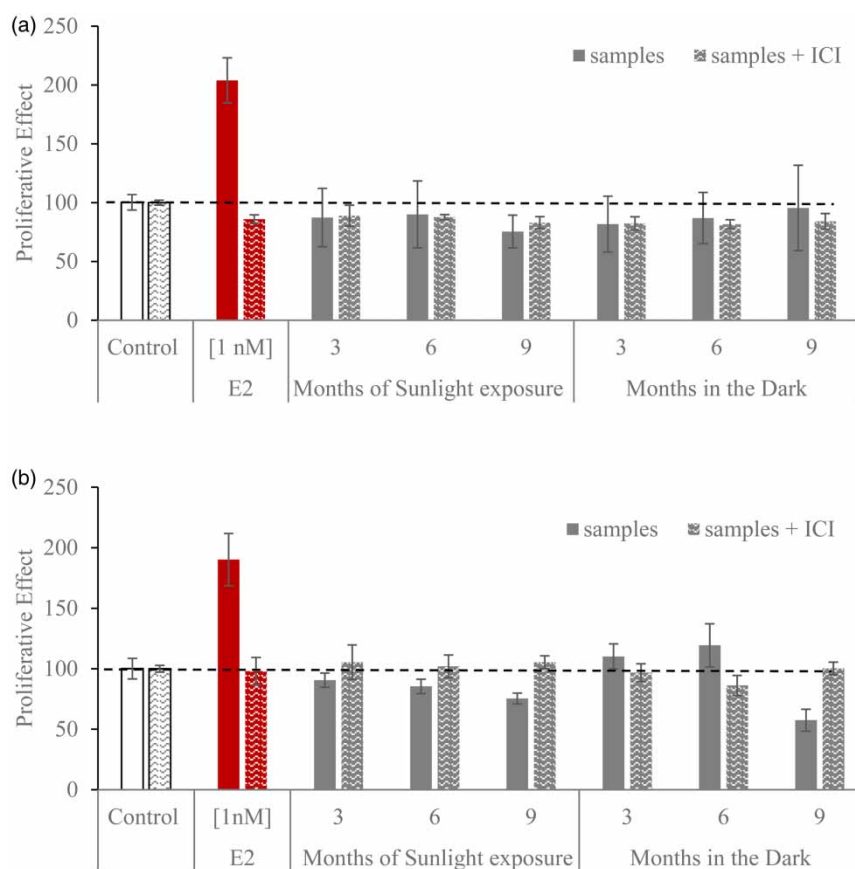 (a)
250
200
150
100
50
0
Proliferative Effect
samples samples + ICI
Control [1 nM] 3 6 9 3 6 9
E2 Months of Sunlight exposure Months in the Dark
(b)
250
200
150
100
50
0
Proliferative Effect
samples samples + ICI
Control [1nM] 3 6 9 3 6 9
E2 Months of Sunlight exposure Months in the Dark